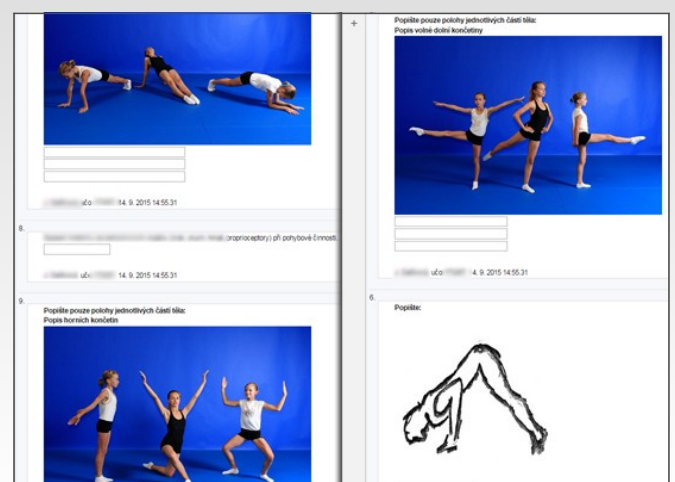 učo
14. 9. 2015 14:55.31
8.
proprioceptory) při pohybové činnosti.
učo
14. 9. 2015 14:55.31
9.
Popište pouze polohy jednotlivých částí těla:
Popis horních končetin
+
Popište pouze polohy jednotlivých částí těla:
Popis volné dolní končetiny
učo
4. 9. 2015 14:55.31
6.
Popište: